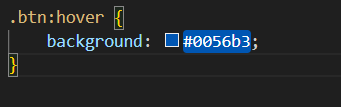 .btn:hover {
    background: #0056b3;
}